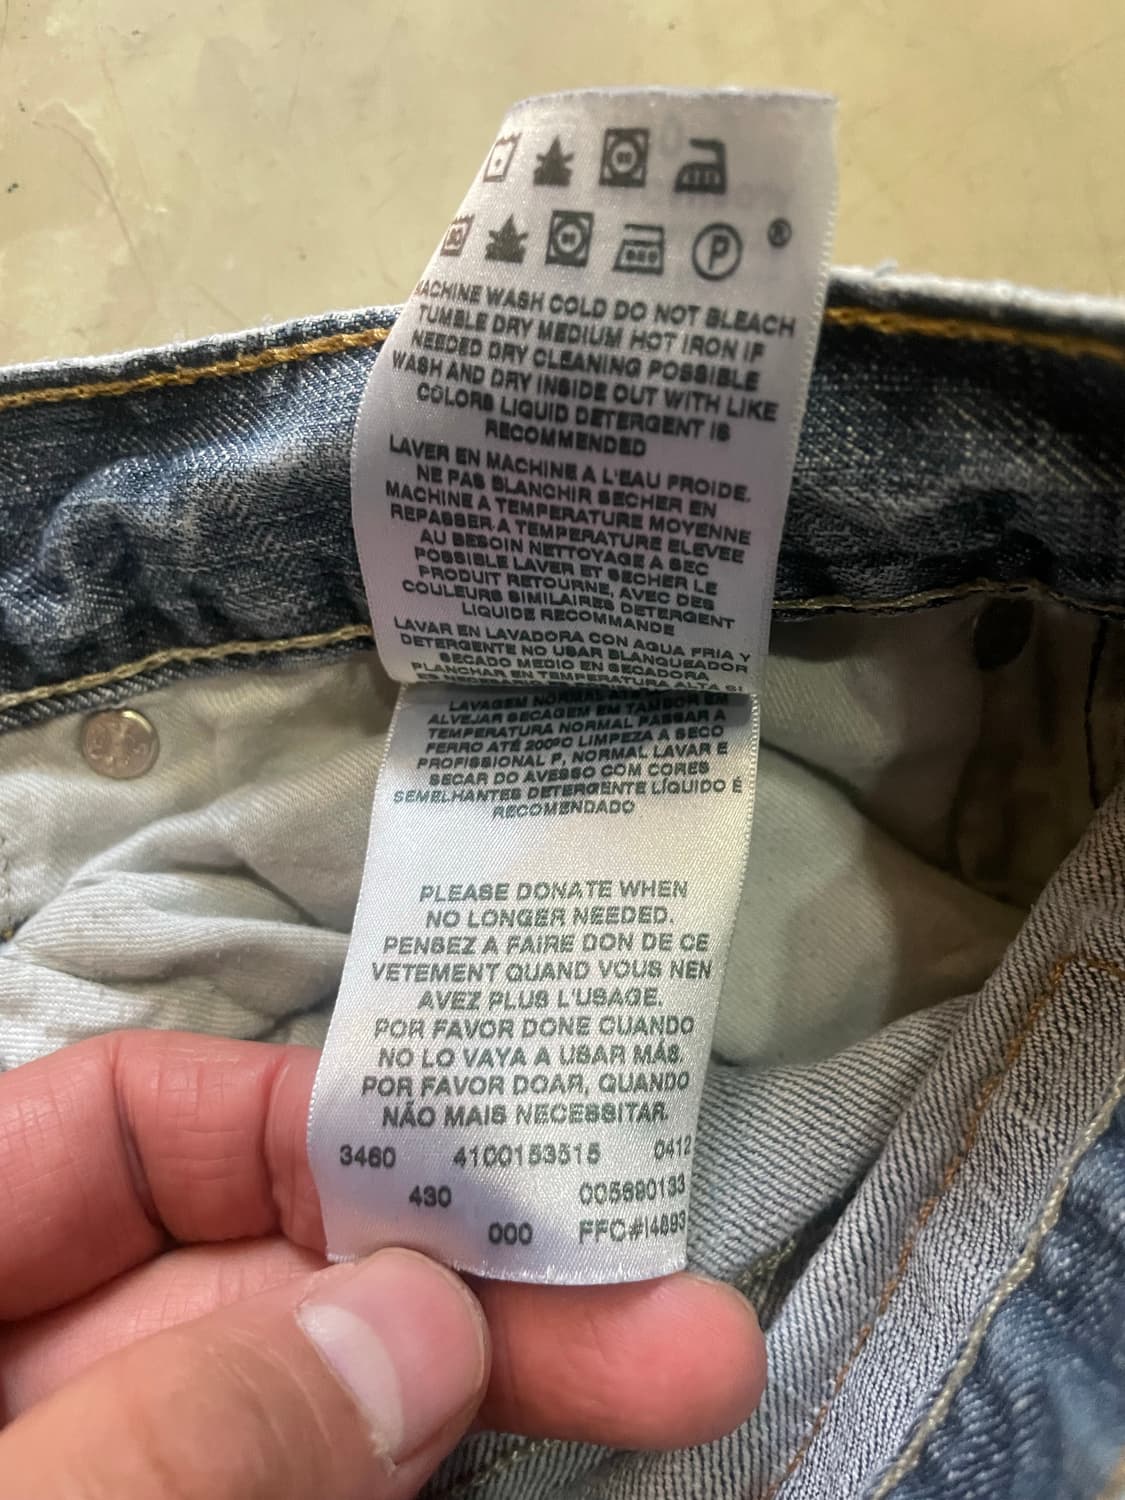 P ®
MACHINE WASH COLD DO NOT BLEACH
TUMBLE DRY MEDIUM HOT IRON IF
NEEDED DRY CLEANING POSSIBLE
WASH AND DRY INSIDE OUT WITH LIKE
COLORS LIQUID DETERGENT IS
RECOMMENDED
LAVER EN MACHINE A L'EAU FROIDE.
NE PAS BLANCHIR SECHER EN
MACHINE A TEMPERATURE MOYENNE
REPASSER A TEMPERATURE ELEVEE
AU BESOIN NETTOYAGE A SEC
POSSIBLE LAVER ET SECHER LE
PRODUIT RETOURNE, AVEC DES
COULEURS SIMILAIRES DETERGENT
LIQUIDE RECOMMANDE
LAVAR EN LAVADORA CON AGUA FRIA Y
DETERGENTE NO USAR BLANQUEADOR
SECADO MEDIO EN SECADORA
PLANCHAR EN TEMPERATURA ALTA SI
ES NECESARIO
LAVAGEM NORMAL
ALVEJAR SECAGEM EM TAMBOR
TEMPERATURA NORMAL PASSAR A
FERRO ATÉ 200ºC LIMPEZA A SECO
PROFISSIONAL P, NORMAL LAVAR E
SECAR DO AVESSO COM CORES
SEMELHANTES DETERGENTE LÍQUIDO É
RECOMENDADO
PLEASE DONATE WHEN
NO LONGER NEEDED.
PENSEZ A FAIRE DON DE CE
VETEMENT QUAND VOUS NEN
AVEZ PLUS L'USAGE.
POR FAVOR DONE CUANDO
NO LO VAYA A USAR MÁS.
POR FAVOR DOAR, QUANDO
NÃO MAIS NECESSITAR.
3460 4100153515 0412
430 005690133
000 FFC#14893